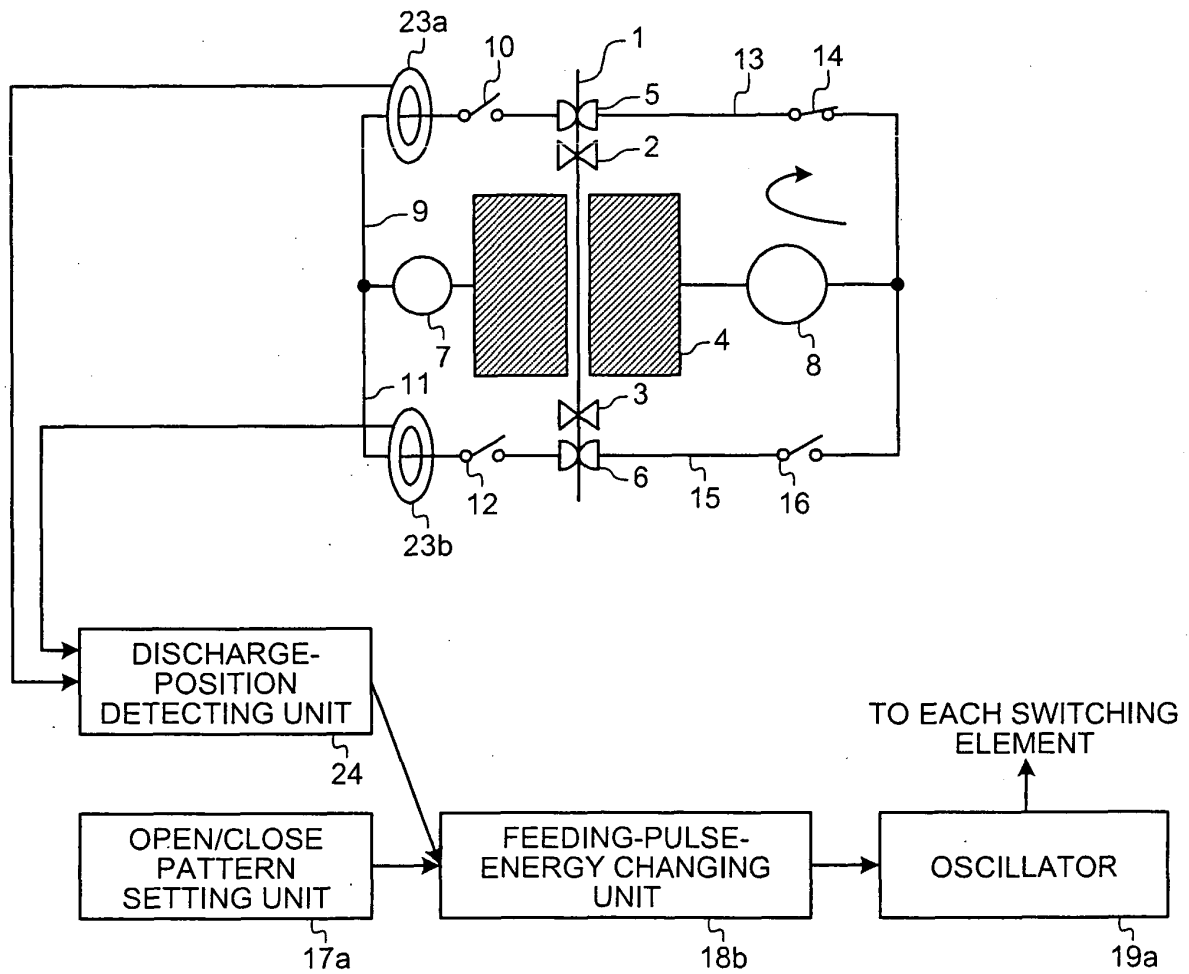 23a
10
1
5
13
14
2
9
7
4
8
11
3
12
6
15
16
23b
DISCHARGE-
POSITION
DETECTING UNIT
24
TO EACH SWITCHING
ELEMENT
OPEN/CLOSE
PATTERN
SETTING UNIT
17a
FEEDING-PULSE-
ENERGY CHANGING
UNIT
18b
OSCILLATOR
19a